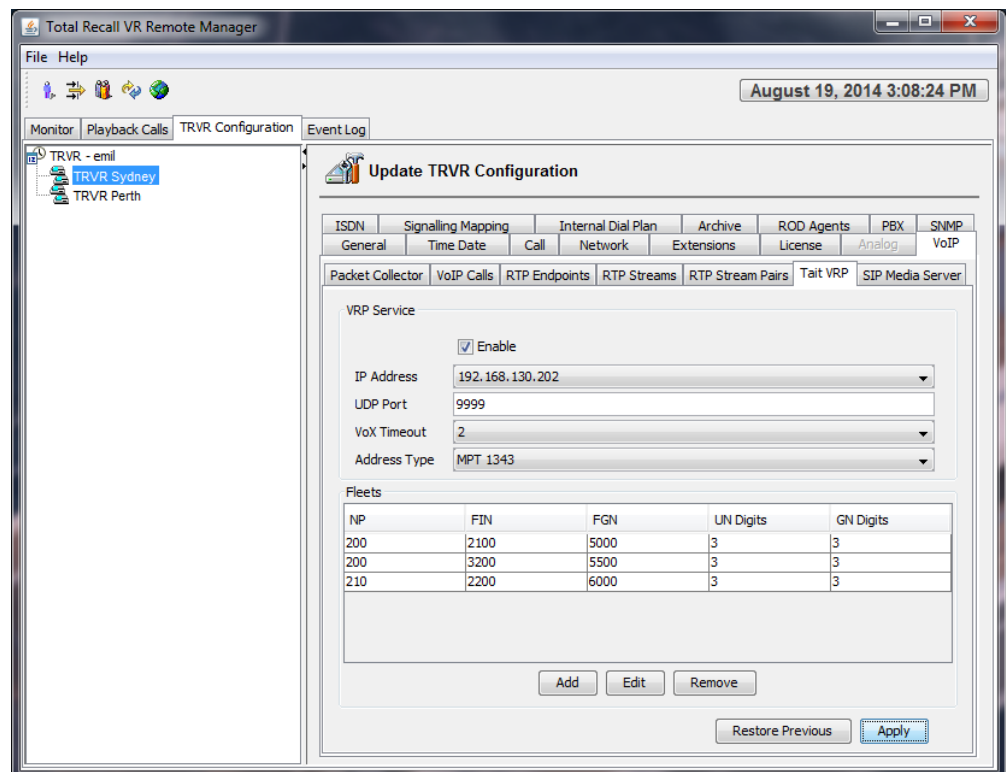 Total Recall VR Remote Manager
File Help
August 19, 2014 3:08:24 PM
Monitor Playback Calls TRVR Configuration Event Log
TRVR - emil
TRVR Sydney
TRVR Perth
Update TRVR Configuration
ISDN Signalling Mapping Internal Dial Plan Archive ROD Agents PBX SNMP
General Time Date Call Network Extensions License Analog VoIP
Packet Collector VoIP Calls RTP Endpoints RTP Streams RTP Stream Pairs Tait VRP SIP Media Server
VRP Service
Enable
IP Address 192.168.130.202
UDP Port 9999
VoX Timeout 2
Address Type MPT 1343
Fleets
NP FIN FGN UN Digits GN Digits
200 2100 5000 3 3
200 3200 5500 3 3
210 2200 6000 3 3
Add Edit Remove
Restore Previous Apply